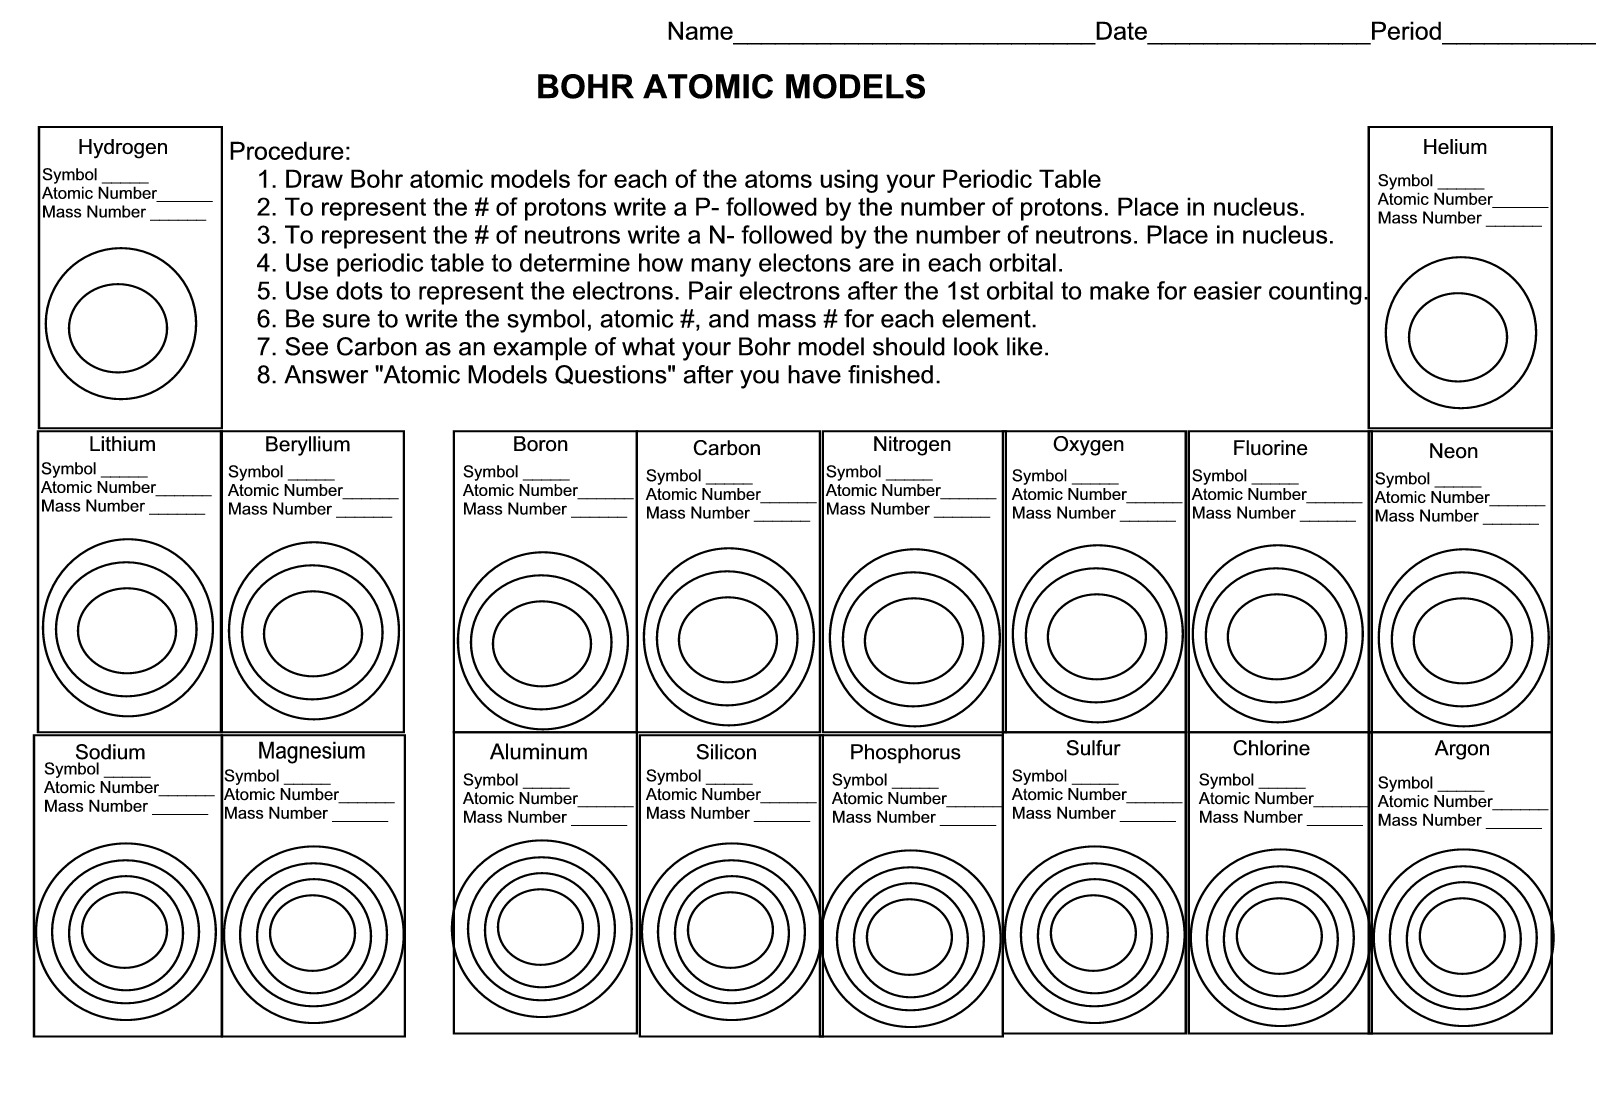 Name__________________________Date________________Period___________
BOHR ATOMIC MODELS
Hydrogen
Symbol _____
Atomic Number______
Mass Number ______
Procedure:
1. Draw Bohr atomic models for each of the atoms using your Periodic Table
2. To represent the # of protons write a P- followed by the number of protons. Place in nucleus.
3. To represent the # of neutrons write a N- followed by the number of neutrons. Place in nucleus.
4. Use periodic table to determine how many electons are in each orbital.
5. Use dots to represent the electrons. Pair electrons after the 1st orbital to make for easier counting.
6. Be sure to write the symbol, atomic #, and mass # for each element.
7. See Carbon as an example of what your Bohr model should look like.
8. Answer "Atomic Models Questions" after you have finished.
Helium
Symbol _____
Atomic Number______
Mass Number ______
Lithium
Symbol _____
Atomic Number______
Mass Number ______
Beryllium
Symbol _____
Atomic Number______
Mass Number ______
Boron
Symbol _____
Atomic Number______
Mass Number ______
Carbon
Symbol _____
Atomic Number______
Mass Number ______
Nitrogen
Symbol _____
Atomic Number______
Mass Number ______
Oxygen
Symbol _____
Atomic Number______
Mass Number ______
Fluorine
Symbol _____
Atomic Number______
Mass Number ______
Neon
Symbol _____
Atomic Number______
Mass Number ______
Sodium
Symbol _____
Atomic Number______
Mass Number ______
Magnesium
Symbol _____
Atomic Number______
Mass Number ______
Aluminum
Symbol _____
Atomic Number______
Mass Number ______
Silicon
Symbol _____
Atomic Number______
Mass Number ______
Phosphorus
Symbol _____
Atomic Number______
Mass Number ______
Sulfur
Symbol _____
Atomic Number______
Mass Number ______
Chlorine
Symbol _____
Atomic Number______
Mass Number ______
Argon
Symbol _____
Atomic Number______
Mass Number ______